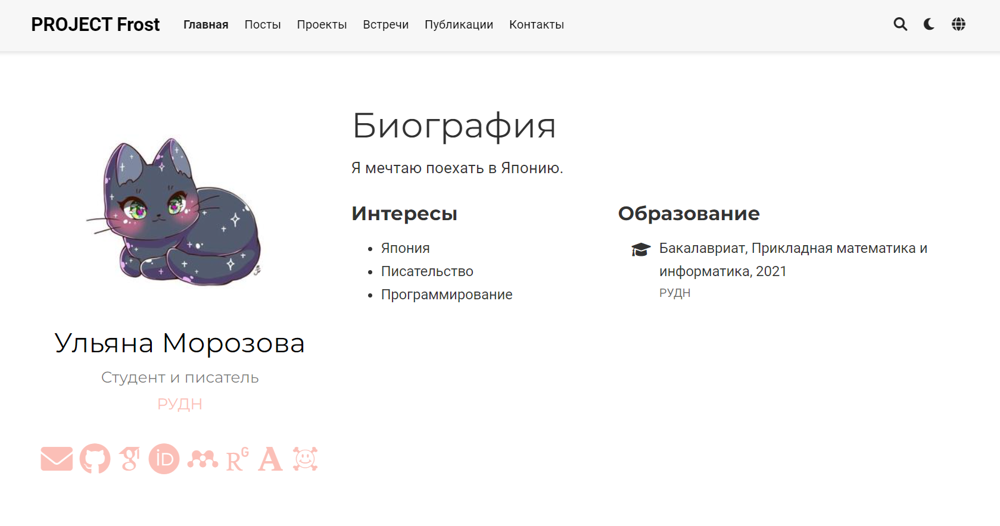 PROJECT Frost
Главная
Посты
Проекты
Встречи
Публикации
Контакты
Биография
Я мечтаю поехать в Японию.
Интересы
Япония
Писательство
Программирование
Образование
Бакалавриат, Прикладная математика и
информатика, 2021
РУДН
Ульяна Морозова
Студент и писатель
РУДН